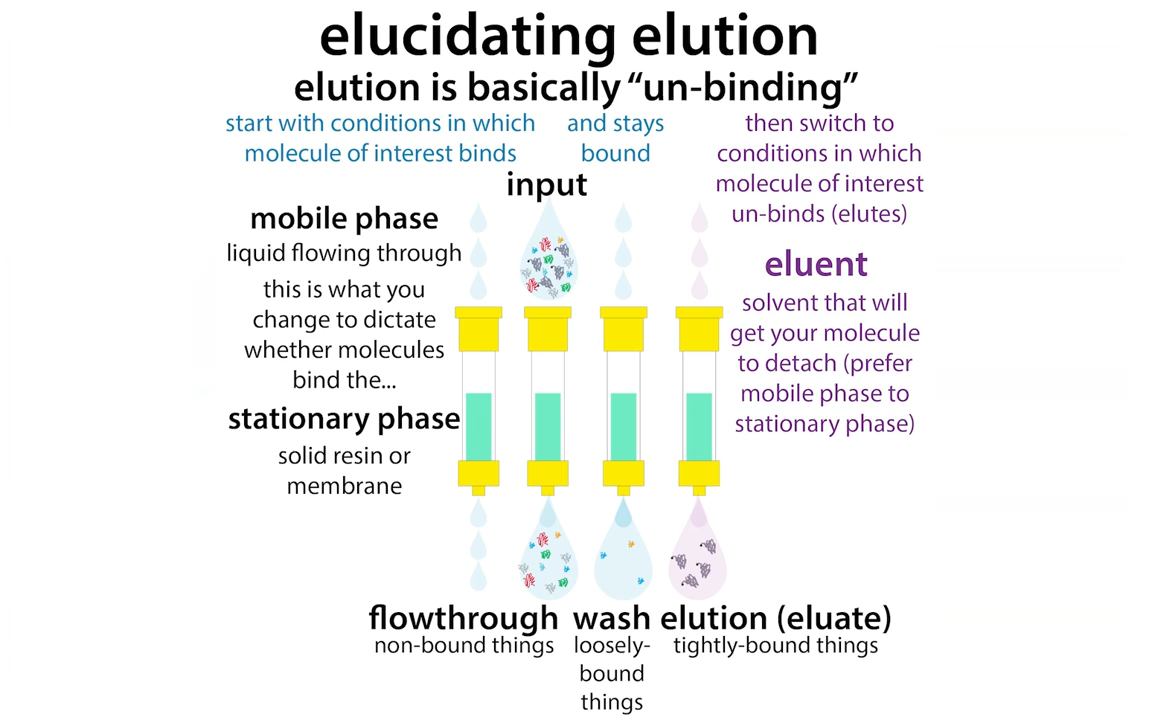 elucidating elution
elution is basically “un-binding”
start with conditions in which
molecule of interest binds
and stays
bound
then switch to
conditions in which
molecule of interest
un-binds (elutes)
input
mobile phase
liquid flowing through
this is what you
change to dictate
whether molecules
bind the...
stationary phase
solid resin or
membrane
eluent
solvent that will
get your molecule
to detach (prefer
mobile phase to
stationary phase)
flowthrough
non-bound things
wash
loosely-
bound
things
elution (eluate)
tightly-bound things